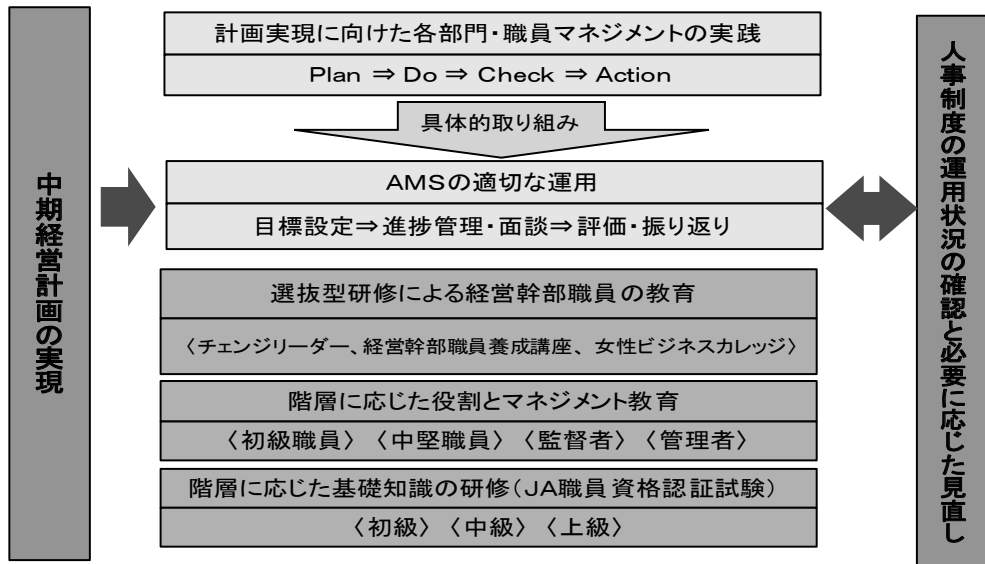 中期経営計画の実現
計画実現に向けた各部門・職員マネジメントの実践
Plan ⇒ Do ⇒ Check ⇒ Action
具体的取り組み
AMSの適切な運用
目標設定⇒進捗管理・面談⇒評価・振り返り
選抜型研修による経営幹部職員の教育
〈チェンジリーダー、経営幹部職員養成講座、女性ビジネスカレッジ〉
階層に応じた役割とマネジメント教育
〈初級職員〉〈中堅職員〉〈監督者〉〈管理者〉
階層に応じた基礎知識の研修(JA職員資格認証試験)
〈初級〉〈中級〉〈上級〉
人事制度の運用状況の確認と必要に応じた見直し